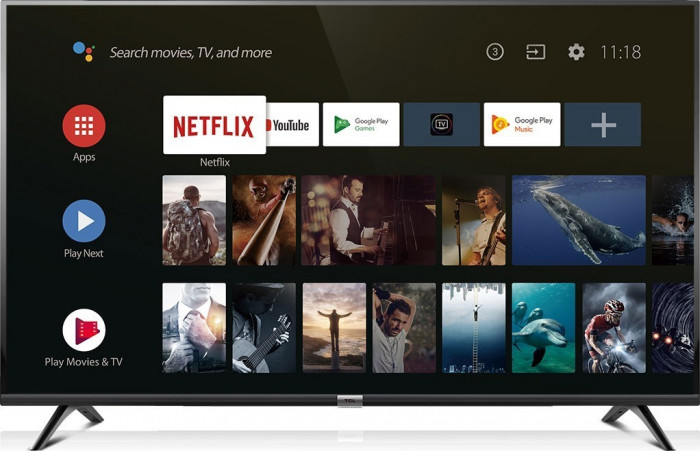 Search movies, TV, and more
3
11:18
Apps
NETFLIX
YouTube
Google Play
Games
TV
Google Play
Music
Netflix
Play Next
Play Movies & TV
TCL